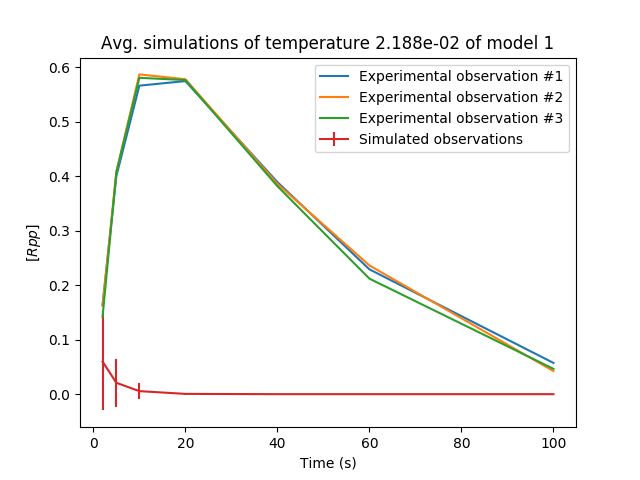 Avg. simulations of temperature 2.188e-02 of model 1
Experimental observation #1
Experimental observation #2
Experimental observation #3
Simulated observations
[Rpp]
0.6
0.5
0.4
0.3
0.2
0.1
0.0
0 20 40 60 80 100
Time (s)